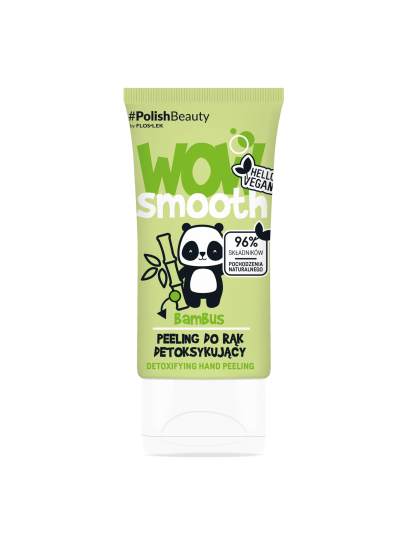 #PolishBeauty
by FLOSLEK
WOW
HELLO
VEGAN
smooth
96%
SKŁADNIKÓW
POCHODZENIA
NATURALNEGO
BamBus
PEELING DO RĄK
DETOKSYKUJĄCY
DETOXIFYING HAND PEELING